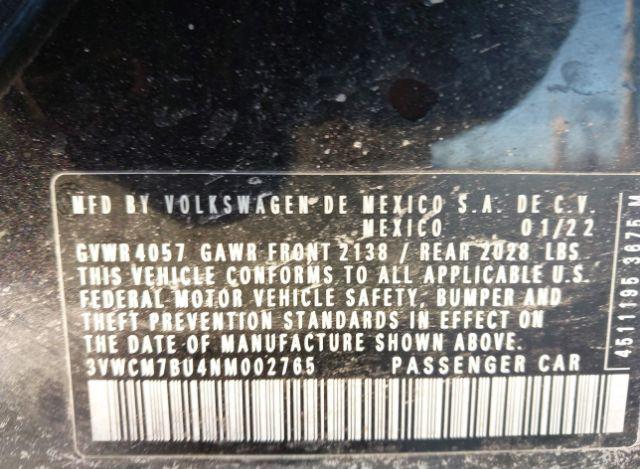 MFD BY VOLKSWAGEN DE MEXICO S.A. DE C.V.
MEXICO 01/22
GVWR 4057 GAWR FRONT 2138 / REAR 2028 LBS
THIS VEHICLE CONFORMS TO ALL APPLICABLE U.S.
FEDERAL MOTOR VEHICLE SAFETY, BUMPER AND
THEFT PREVENTION STANDARDS IN EFFECT ON
THE DATE OF MANUFACTURE SHOWN ABOVE.
3VWCM7BU4NM002765 PASSENGER CAR